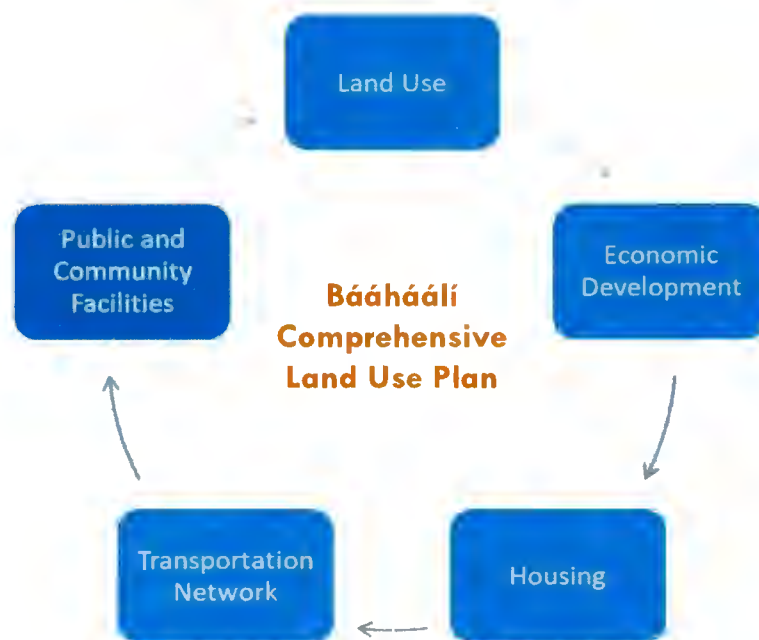 Land Use
Public and
Community
Facilities
Economic
Development
Bááháálí
Comprehensive
Land Use Plan
Transportation
Network
Housing